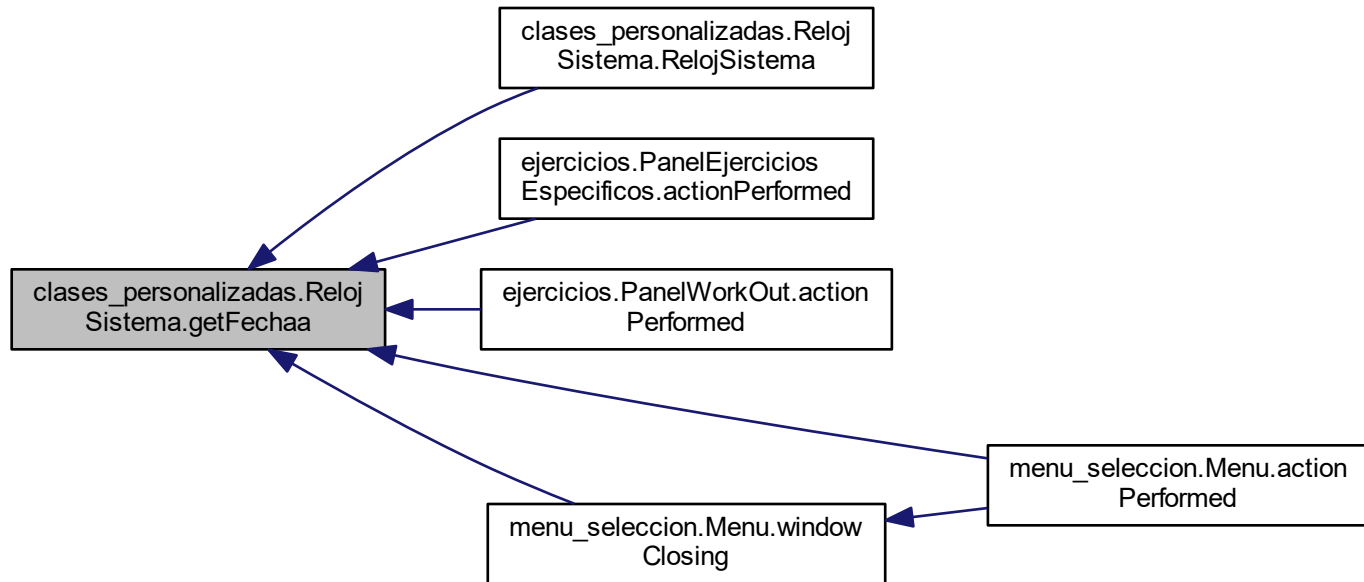 clases_personalizadas.Reloj
Sistema.RelojSistema
ejercicios.PanelEjercicios
Especificos.actionPerformed
clases_personalizadas.Reloj
Sistema.getFechaa
ejercicios.PanelWorkOut.action
Performed
menu_seleccion.Menu.action
Performed
menu_seleccion.Menu.window
Closing